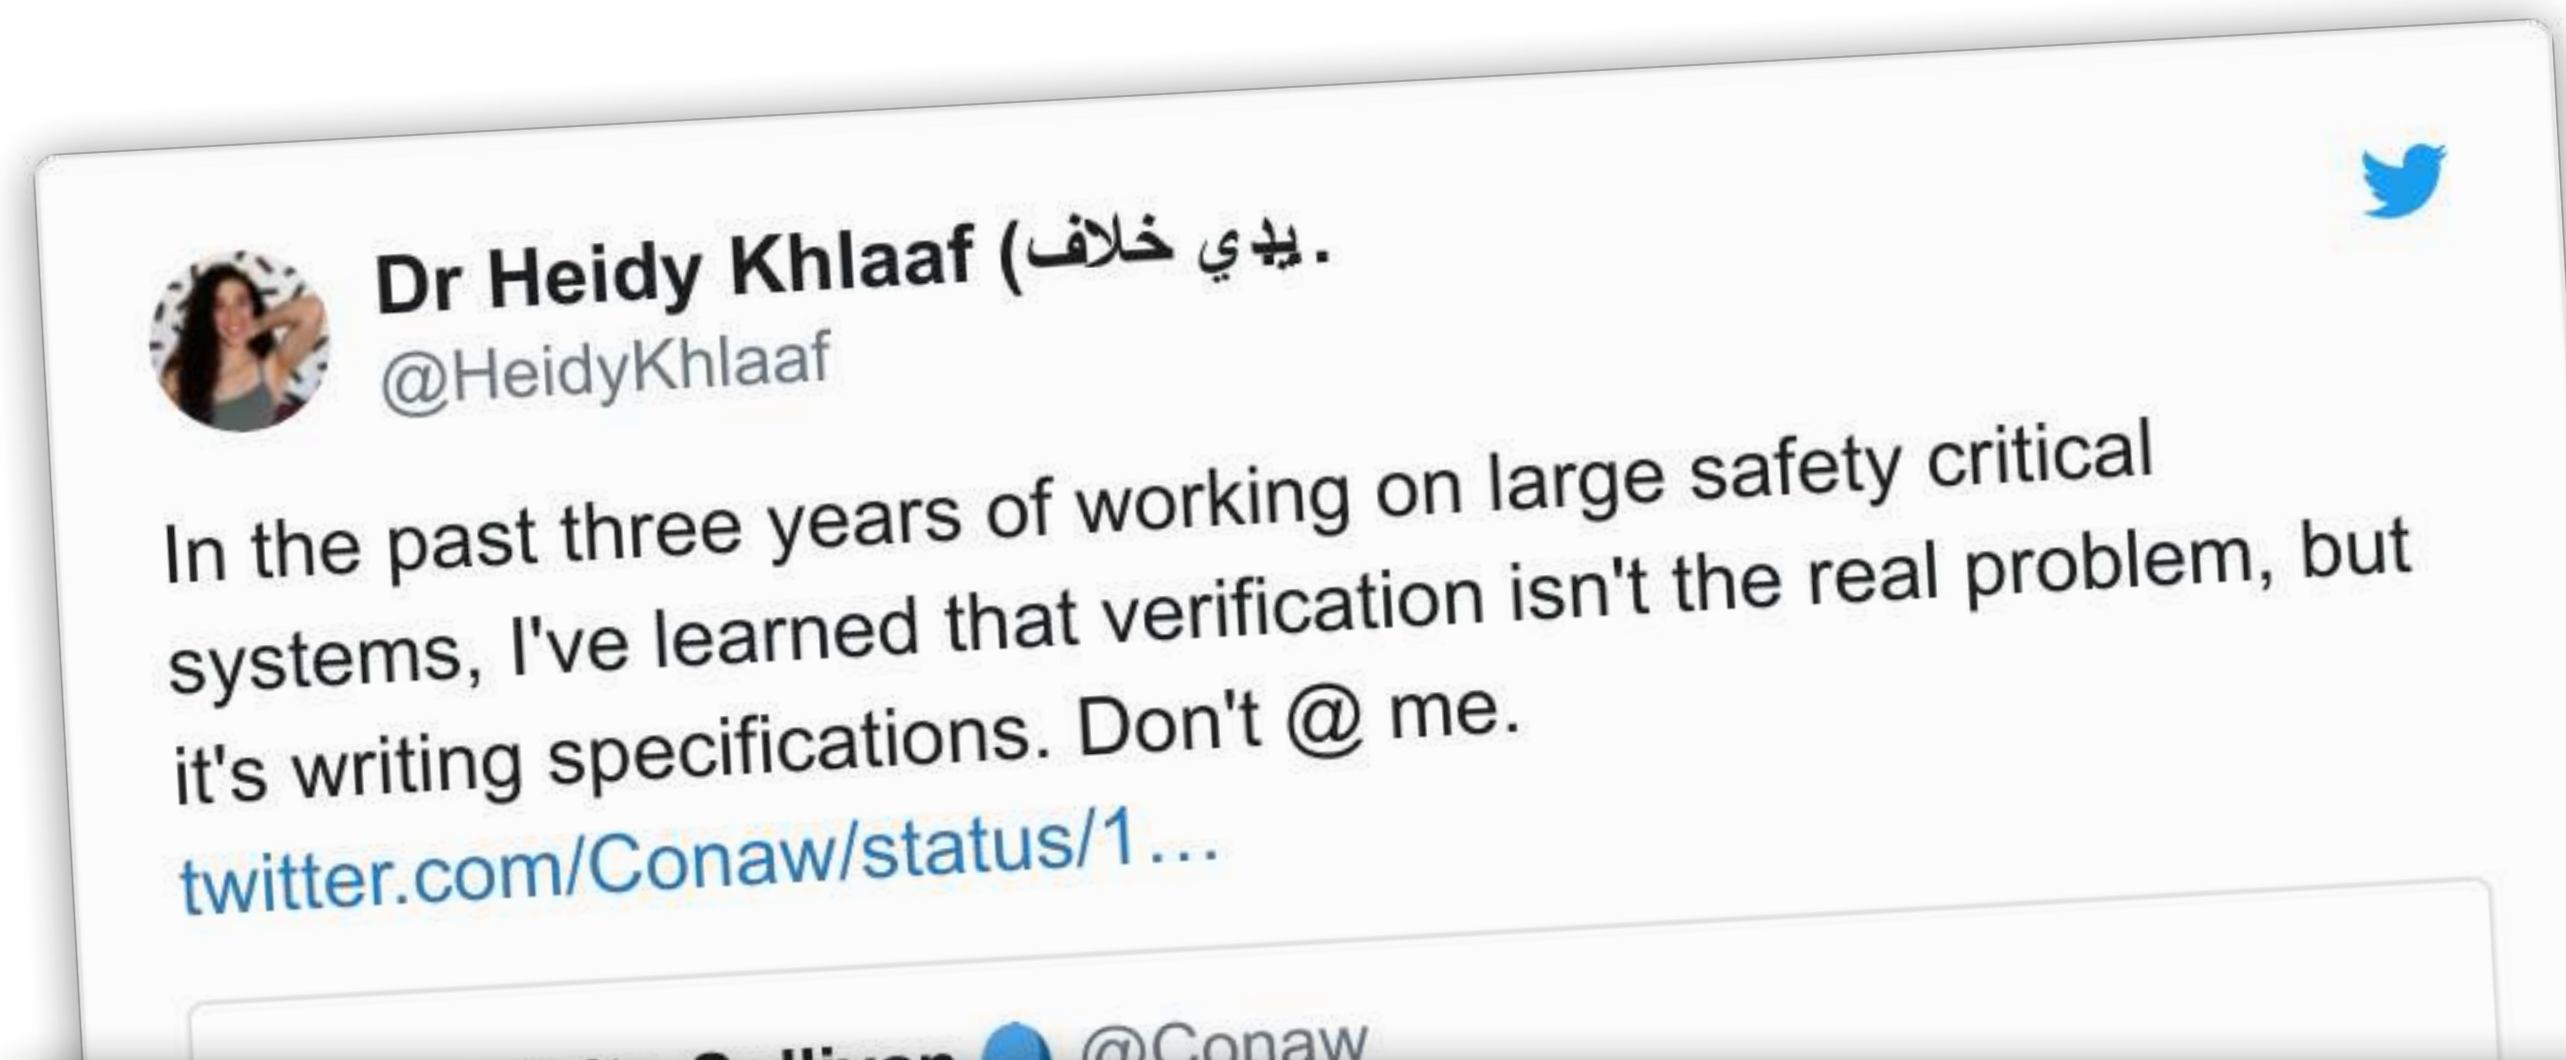 Dr Heidy Khlaaf (يدي خلاف.
@HeidyKhlaaf
In the past three years of working on large safety critical
systems, I've learned that verification isn't the real problem, but
it's writing specifications. Don't @ me.
twitter.com/Conaw/status/1…
@Conaw